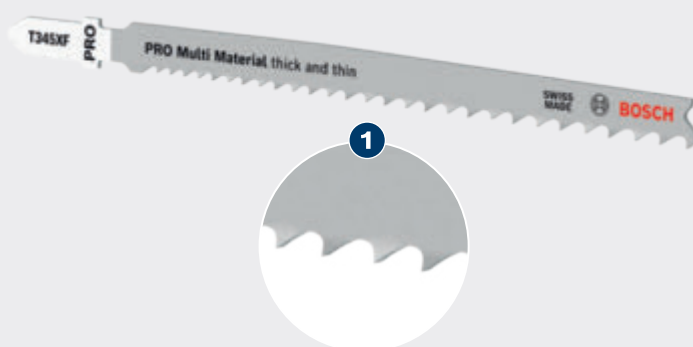 T345XF
PRO
PRO Multi Material thick and thin
SWISS
MADE
BOSCH
1